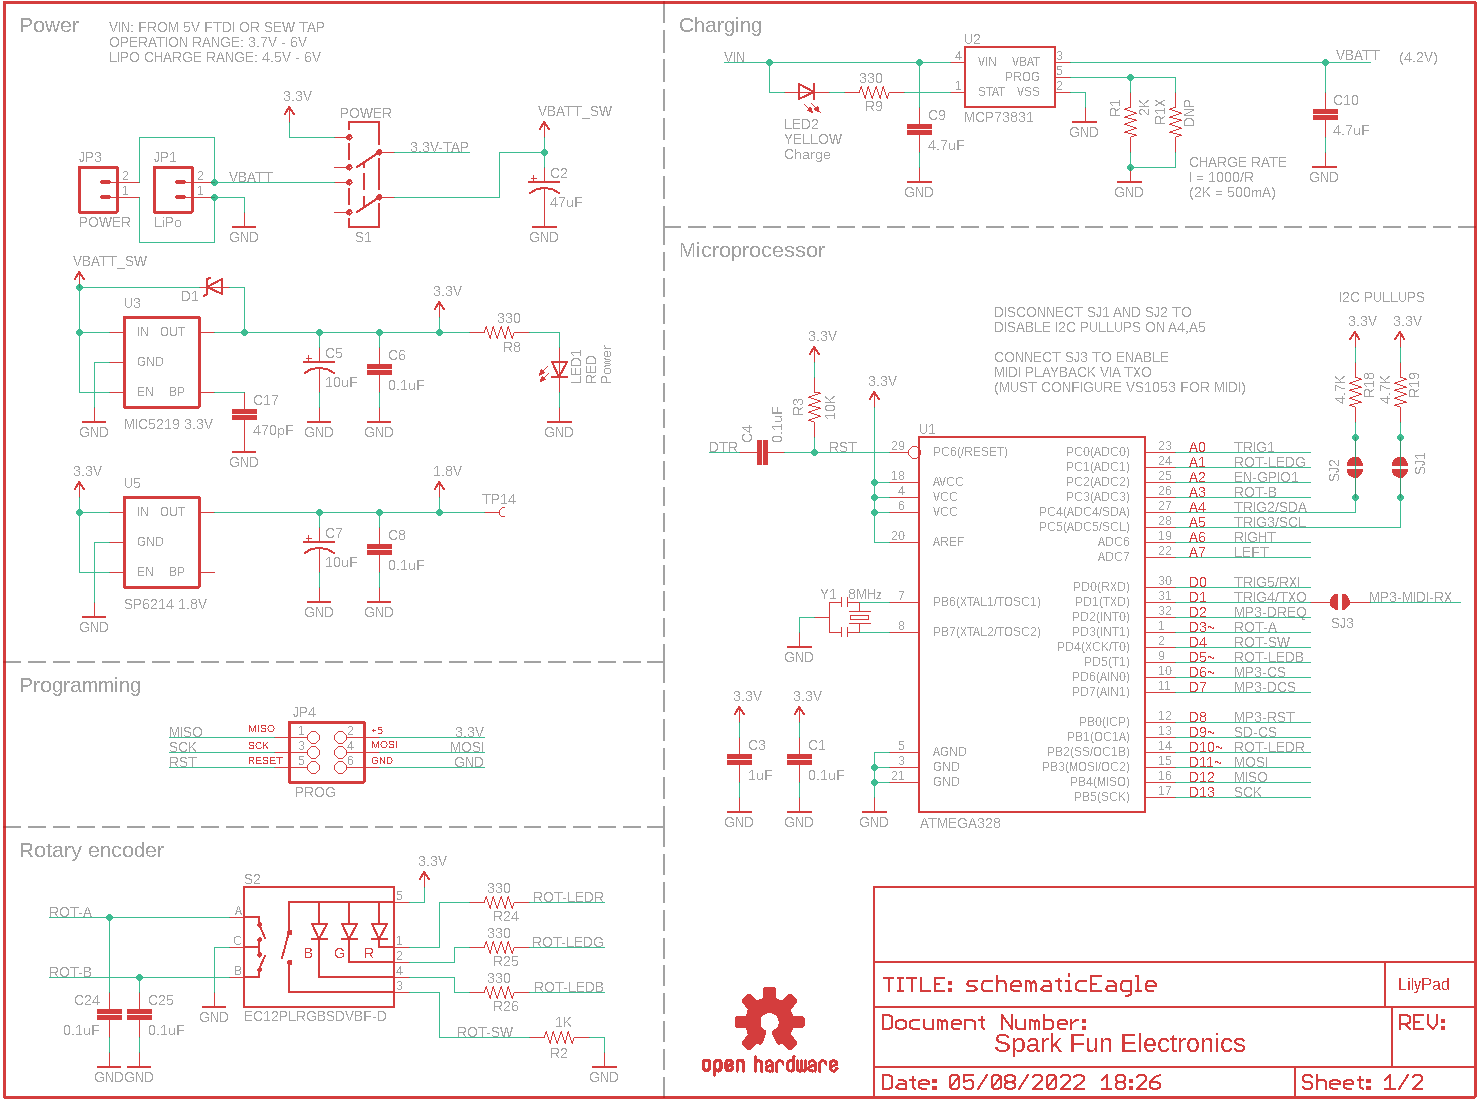 Power
VIN: FROM 5V FTDI OR SEW TAP
OPERATION RANGE: 3.7V - 6V
LIPO CHARGE RANGE: 4.5V - 6V
3.3V
POWER
VBATT_SW
3.3V-TAP
JP3
JP1
2
1
2
1
VBATT
POWER
LiPo
GND
S1
C2
47uF
GND
VBATT_SW
D1
U3
IN
OUT
GND
EN
BP
MIC5219 3.3V
GND
C17
470pF
GND
C5
10uF
GND
C6
0.1uF
GND
3.3V
330
R8
LED1
RED
Power
GND
3.3V
U5
IN
OUT
GND
EN
BP
SP6214 1.8V
GND
C7
10uF
GND
C8
0.1uF
GND
1.8V
TP14
Programming
JP4
MISO MISO 1 2 +5 3.3V
SCK SCK 3 4 MOSI MOSI
RST RESET 5 6 GND GND
PROG
Rotary encoder
S2
3.3V
ROT-A
A
C
ROT-B
B
B G R
5
1
2
4
3
EC12PLRGBSDVBF-D
GND
C24
0.1uF
C25
0.1uF
GND
GND
330
R24
ROT-LEDR
330
R25
ROT-LEDG
330
R26
ROT-LEDB
ROT-SW
1K
R2
GND
Charging
VIN
LED2
YELLOW
Charge
330
R9
C9
4.7uF
GND
U2
4
1
VIN VBAT
PROG
STAT VSS
3
5
2
MCP73831
GND
R1
2K
R1X
DNP
GND
CHARGE RATE
I = 1000/R
(2K = 500mA)
VBATT
(4.2V)
C10
4.7uF
GND
Microprocessor
DISCONNECT SJ1 AND SJ2 TO
DISABLE I2C PULLUPS ON A4,A5
CONNECT SJ3 TO ENABLE
MIDI PLAYBACK VIA TXO
(MUST CONFIGURE VS1053 FOR MIDI)
I2C PULLUPS
3.3V
3.3V
4.7K
R18
4.7K
R19
SJ2
SJ1
3.3V
R3
10K
3.3V
DTR
C4
0.1uF
RST
U1
29 PC6(/RESET)
18 AVCC
4 VCC
6 VCC
20 AREF
7 PB6(XTAL1/TOSC1)
8 PB7(XTAL2/TOSC2)
5 AGND
3 GND
21 GND
Y1
8MHz
GND
3.3V
C3
1uF
GND
3.3V
C1
0.1uF
GND
GND
PC0(ADC0) 23 A0 TRIG1
PC1(ADC1) 24 A1 ROT-LEDG
PC2(ADC2) 25 A2 EN-GPIO1
PC3(ADC3) 26 A3 ROT-B
PC4(ADC4/SDA) 27 A4 TRIG2/SDA
PC5(ADC5/SCL) 28 A5 TRIG3/SCL
ADC6 19 A6 RIGHT
ADC7 22 A7 LEFT
PD0(RXD) 30 D0 TRIG5/RXI
PD1(TXD) 31 D1 TRIG4/TXO
PD2(INT0) 32 D2 MP3-DREQ
PD3(INT1) 1 D3~ ROT-A
PD4(XCK/T0) 2 D4 ROT-SW
PD5(T1) 9 D5~ ROT-LEDB
PD6(AIN0) 10 D6~ MP3-CS
PD7(AIN1) 11 D7 MP3-DCS
PB0(ICP) 12 D8 MP3-RST
PB1(OC1A) 13 D9~ SD-CS
PB2(SS/OC1B) 14 D10~ ROT-LEDR
PB3(MOSI/OC2) 15 D11~ MOSI
PB4(MISO) 16 D12 MISO
PB5(SCK) 17 D13 SCK
SJ3
MP3-MIDI-RX
ATMEGA328
open hardware
TITLE: schematicEagle
LilyPad
Document Number:
Spark Fun Electronics
REV:
Date: 05/08/2022 18:26
Sheet: 1/2